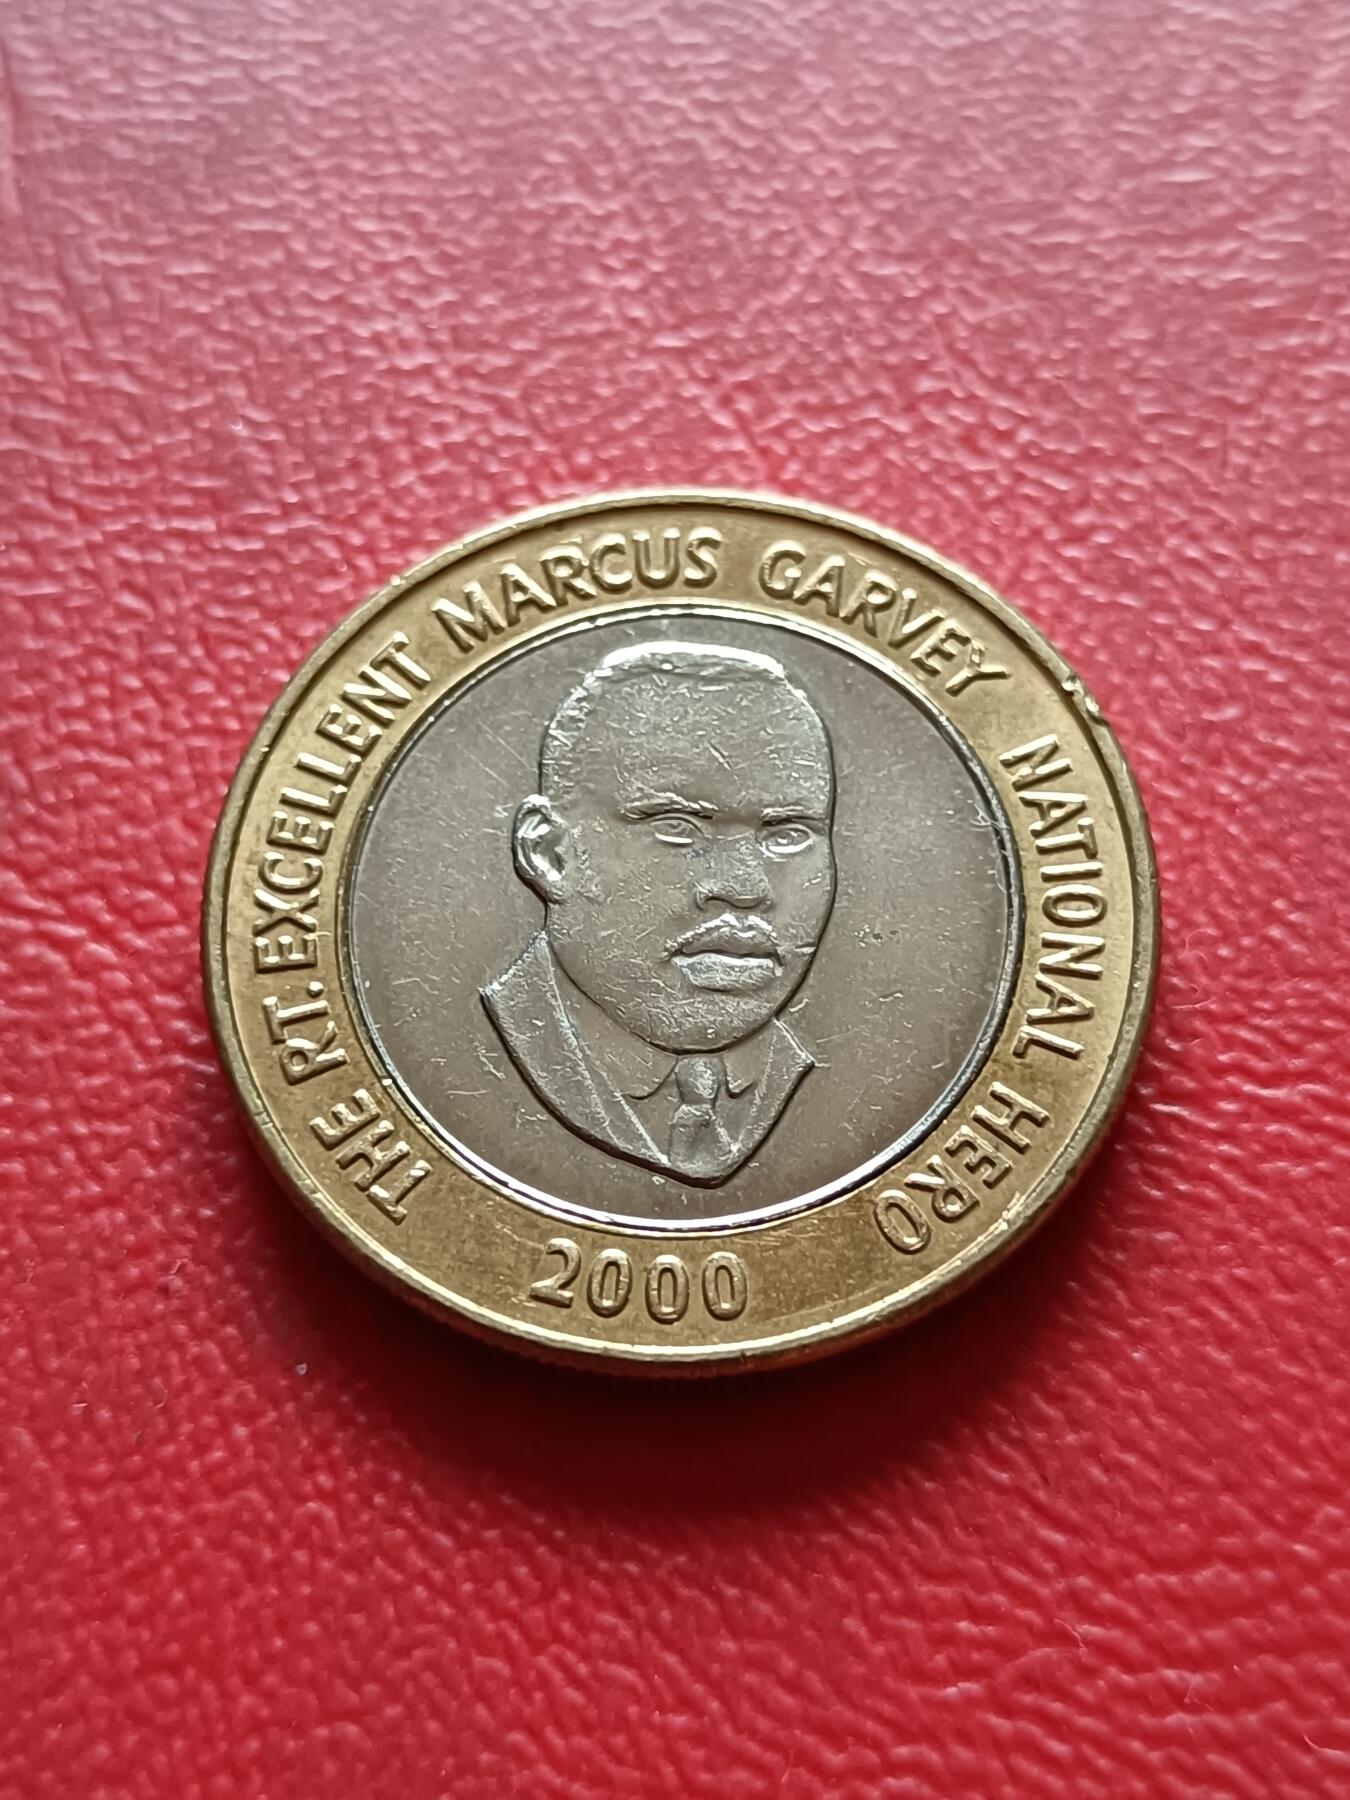 THE RT. EXCELLENT MARCUS GARVEY NATIONAL HERO
2000